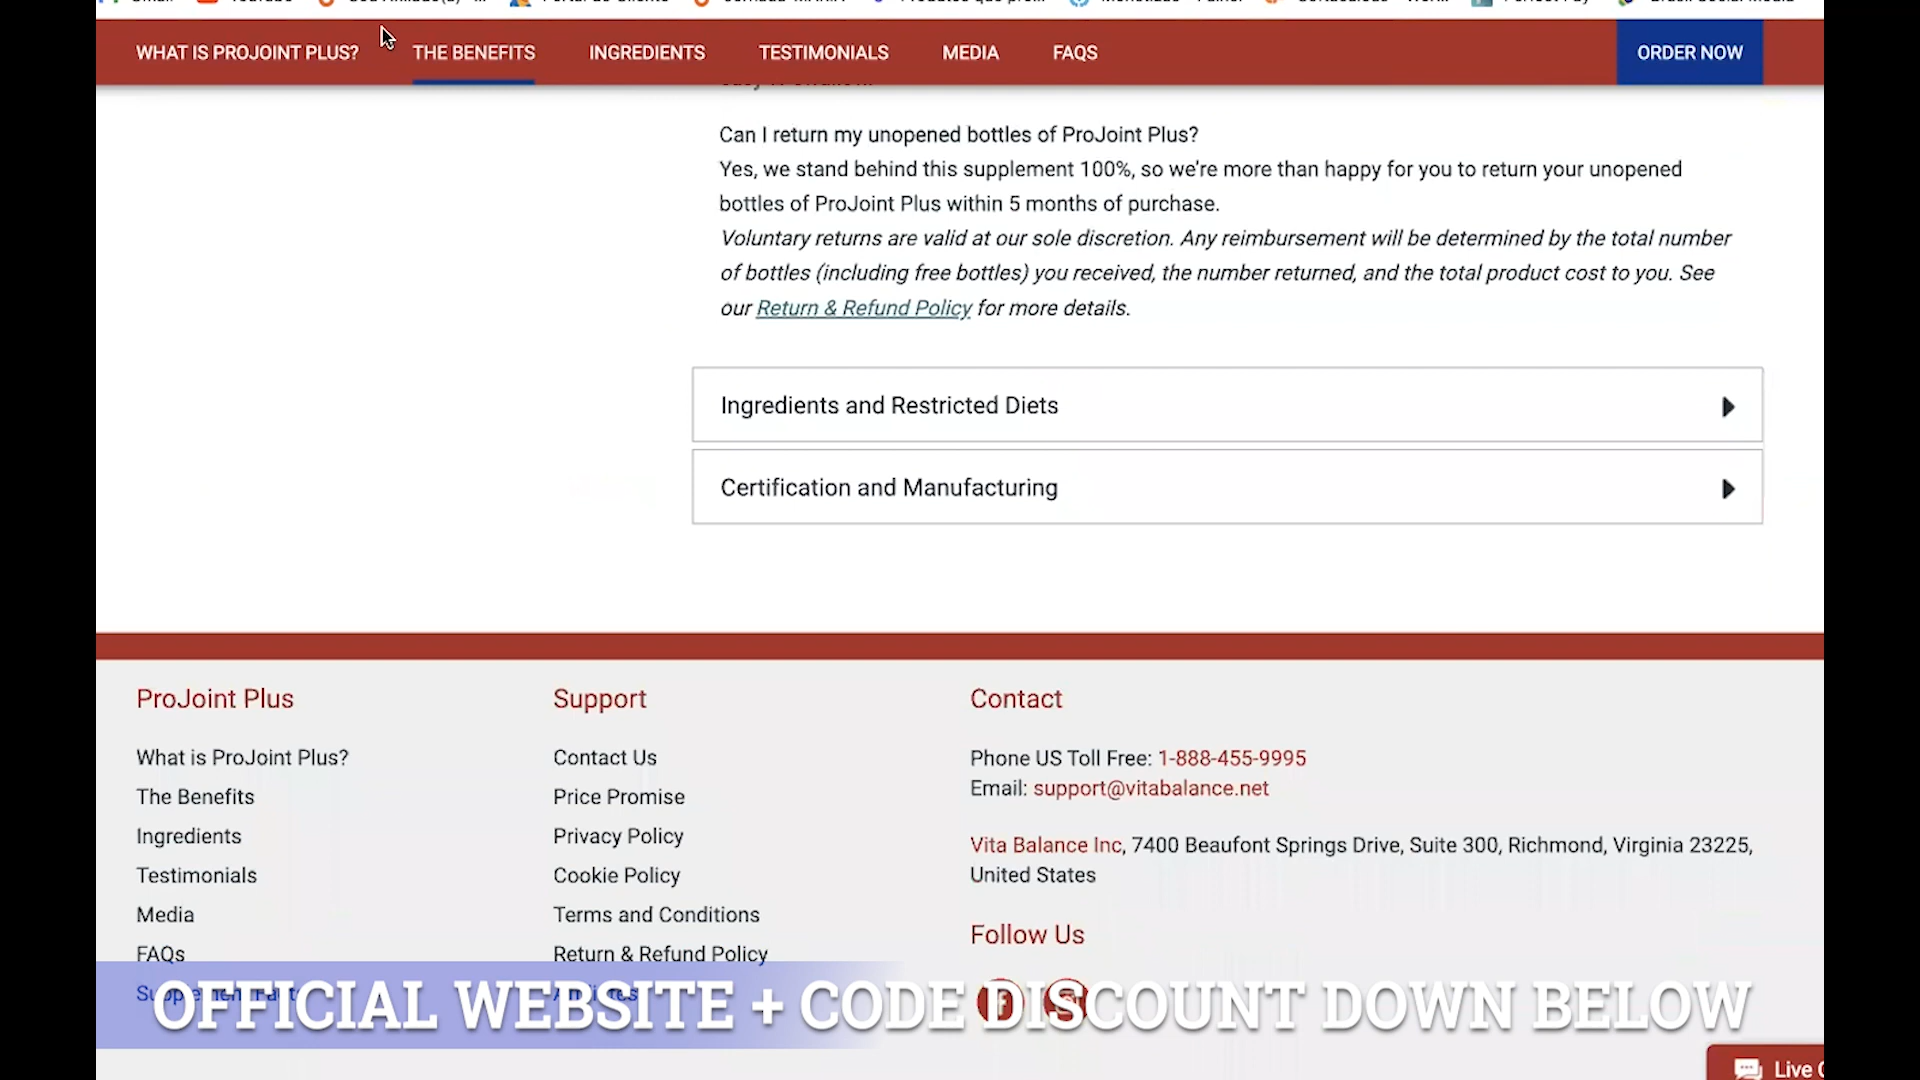 WHAT IS PROJOINT PLUS?
THE BENEFITS
INGREDIENTS
TESTIMONIALS
MEDIA
FAQS
ORDER NOW
Can I return my unopened bottles of ProJoint Plus?
Yes, we stand behind this supplement 100%, so we're more than happy for you to return your unopened
bottles of ProJoint Plus within 5 months of purchase.
Voluntary returns are valid at our sole discretion. Any reimbursement will be determined by the total number
of bottles (including free bottles) you received, the number returned, and the total product cost to you. See
our Return & Refund Policy for more details.
Ingredients and Restricted Diets
Certification and Manufacturing
ProJoint Plus
What is ProJoint Plus?
The Benefits
Ingredients
Testimonials
Media
FAQs
Support
Contact Us
Price Promise
Privacy Policy
Cookie Policy
Terms and Conditions
Return & Refund Policy
Contact
Phone US Toll Free: 1-888-455-9995
Email: support@vitabalance.net
Vita Balance Inc, 7400 Beaufont Springs Drive, Suite 300, Richmond, Virginia 23225,
United States
Follow Us
OFFICIAL WEBSITE + CODE DISCOUNT DOWN BELOW
Live